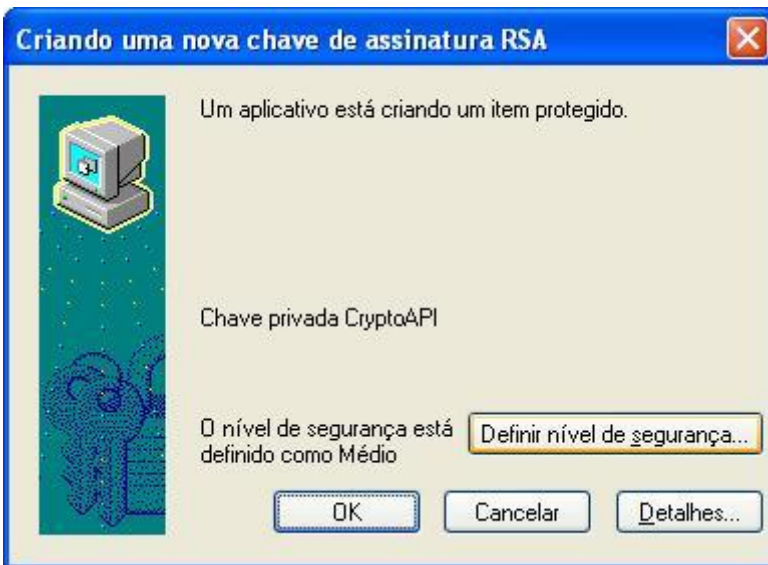 Criando uma nova chave de assinatura RSA
Um aplicativo está criando um item protegido.
Chave privada CryptoAPI
O nível de segurança está
definido como Médio
Definir nível de segurança...
OK
Cancelar
Detalhes...